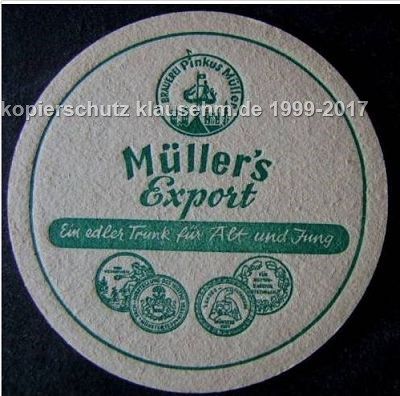 BRAUEREI Pinkus Müller
kopierschutz klausehm.de 1999-2017
Müller's
Export
Ein edler Trunk für Alt und Jung